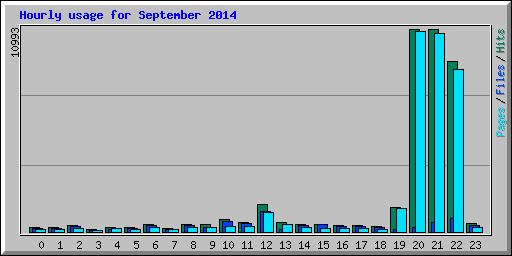 Hourly usage for September 2014
10993
Pages/Files/Hits
0 1 2 3 4 5 6 7 8 9 10 11 12 13 14 15 16 17 18 19 20 21 22 23